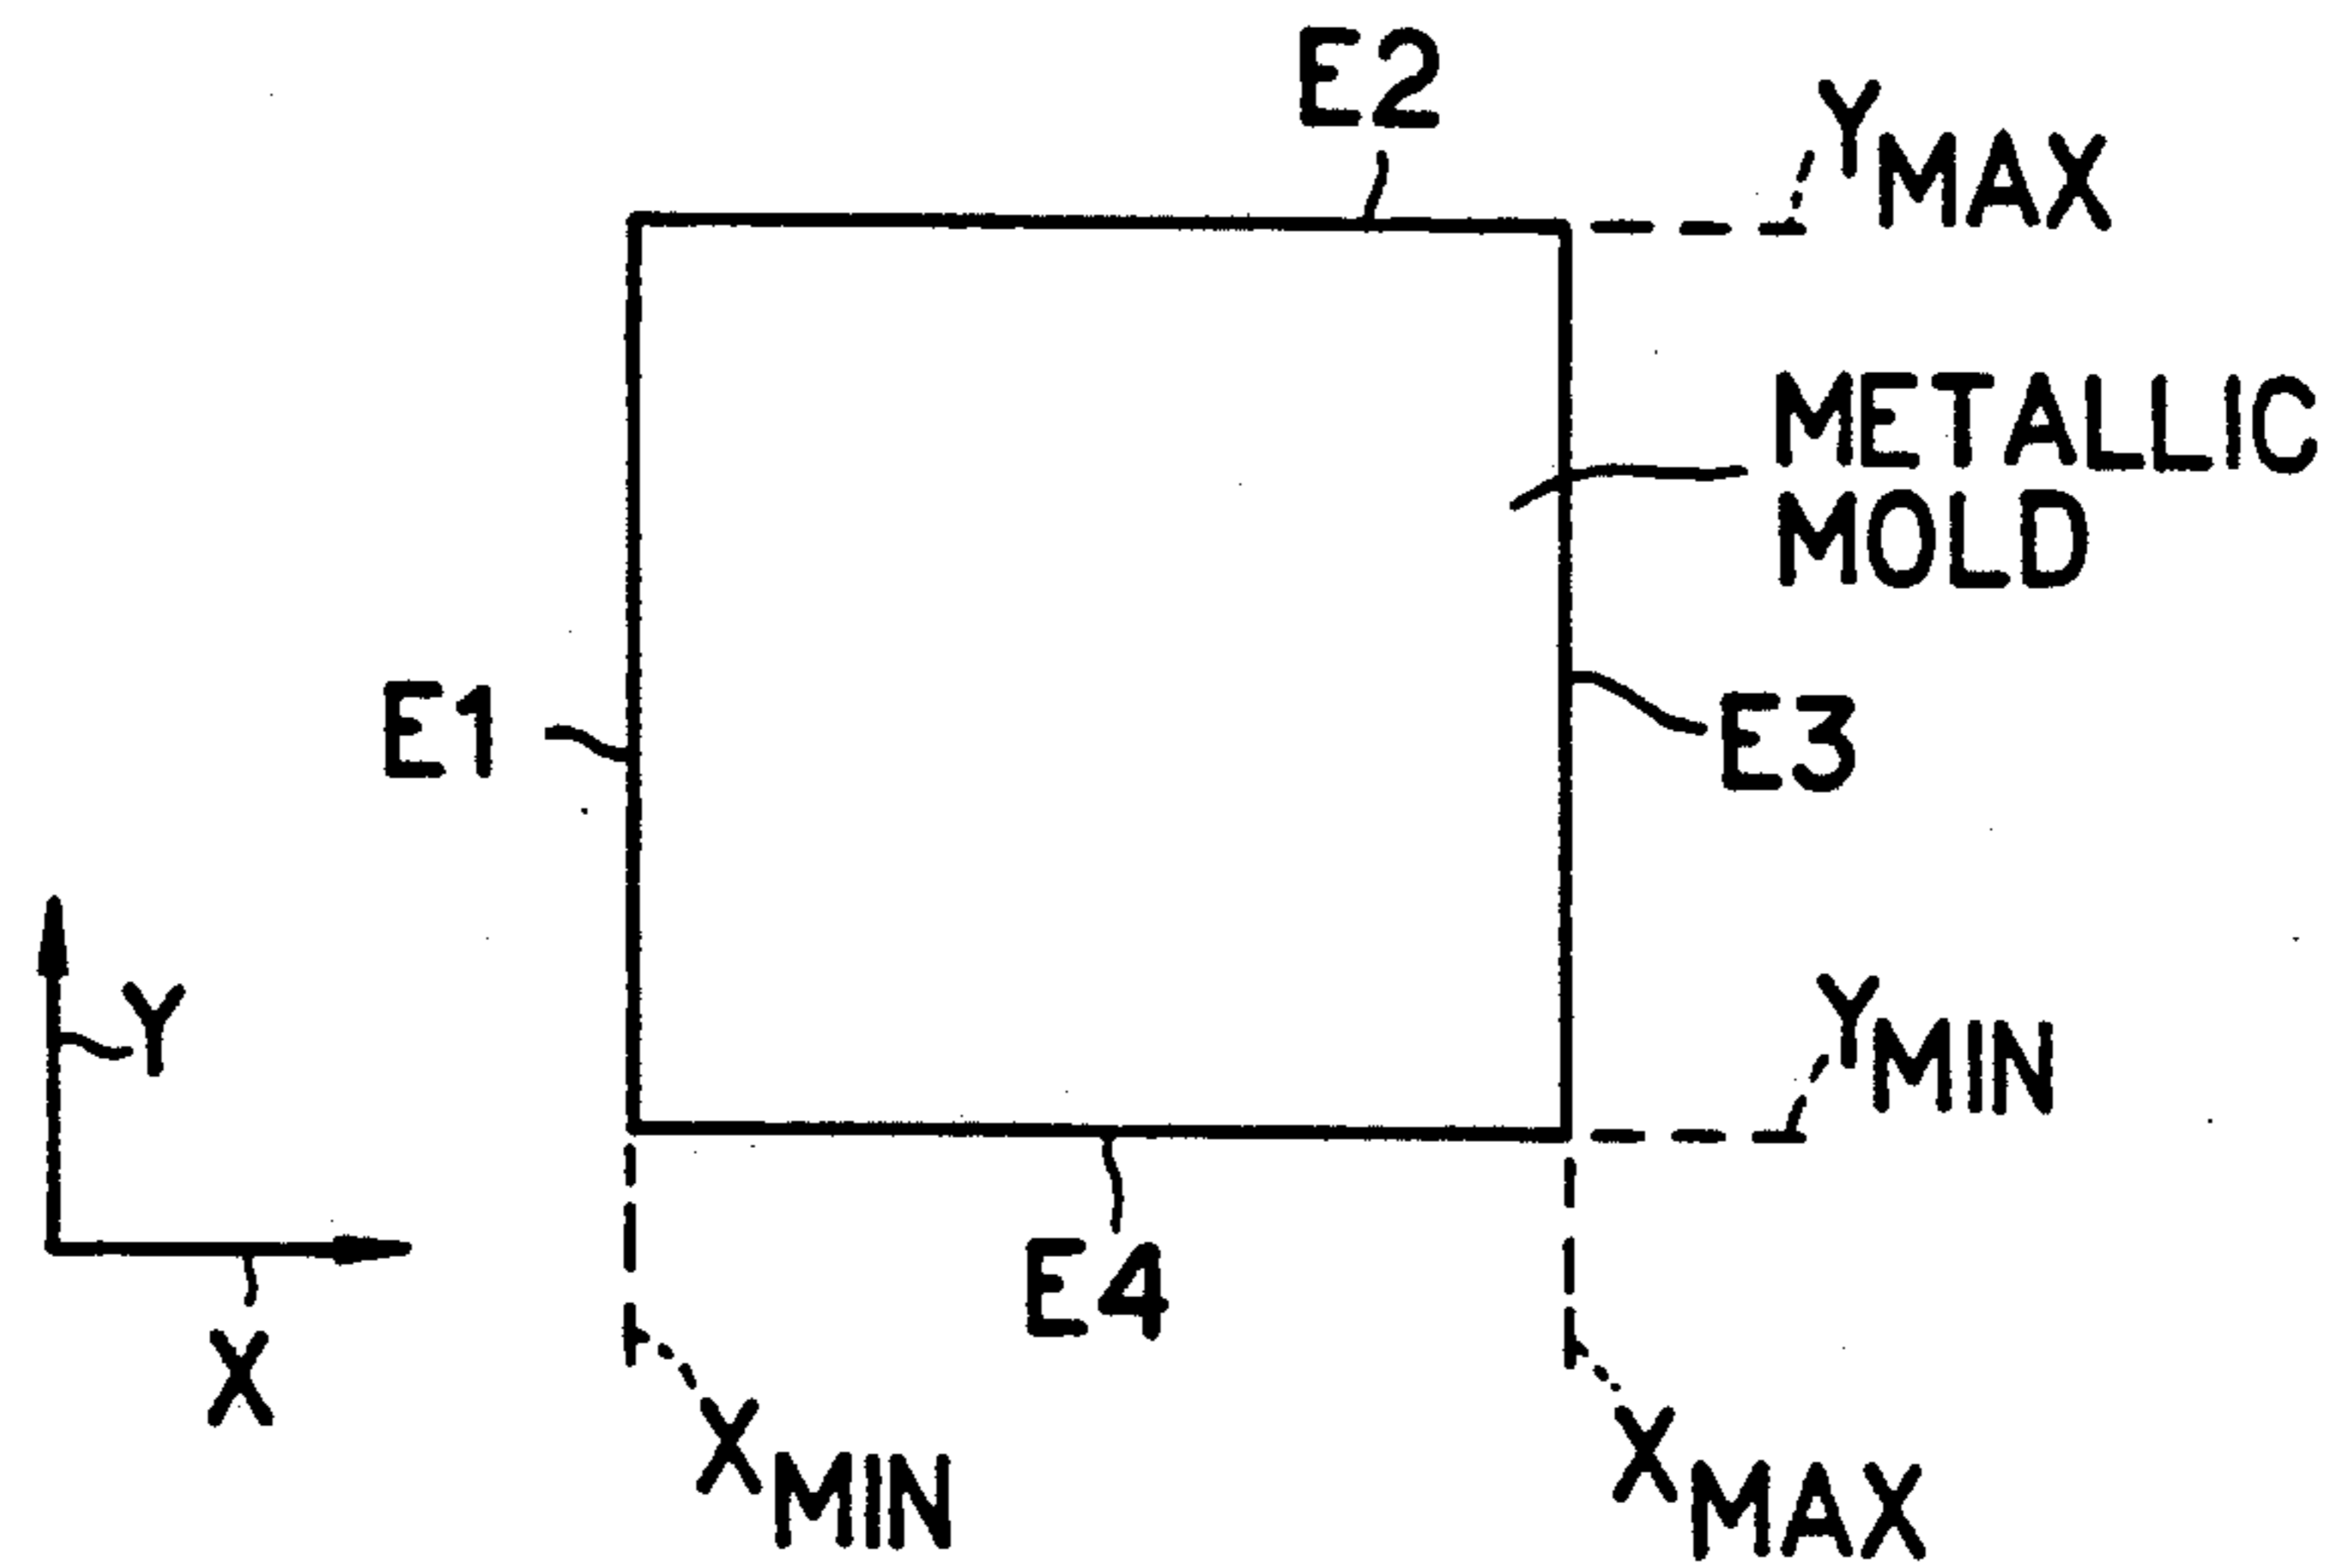 E2
YMAX
METALLIC
MOLD
E1
E3
Y
YMIN
E4
X
XMIN
XMAX